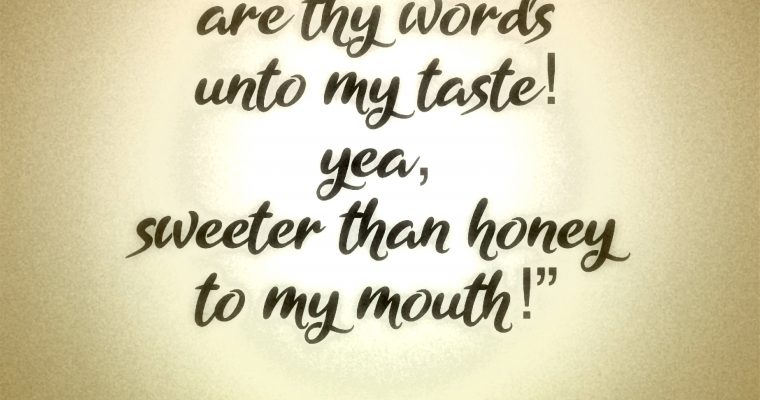 are thy words
unto my taste!
yea,
sweeter than honey
to my mouth!”